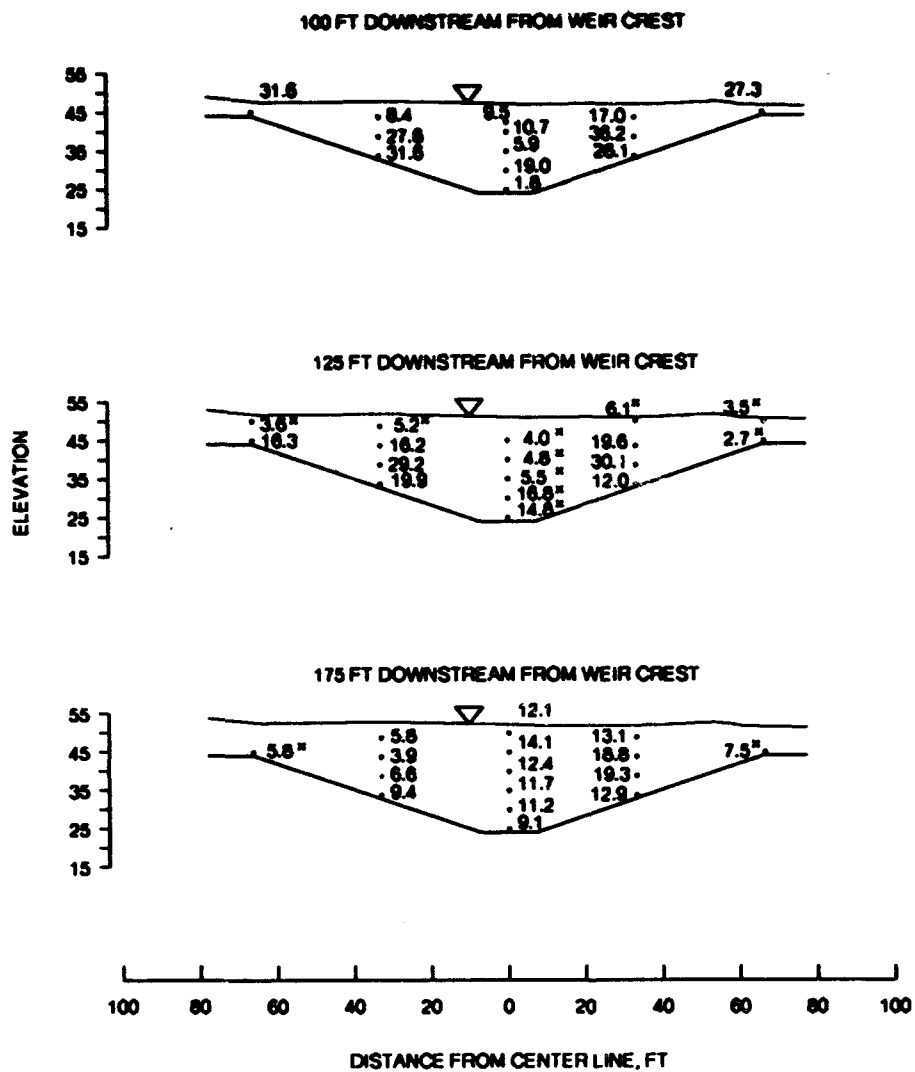 100 FT DOWNSTREAM FROM WEIR CREST
55
31.6 27.3
45 8.4 9.5 17.0
10.7
27.6 36.2
35 5.9
31.6 26.1
19.0
25 1.8
15
125 FT DOWNSTREAM FROM WEIR CREST
55 6.1* 3.5*
3.6* 5.2*
45 16.3 16.2 4.0* 19.6 2.7*
29.2 4.8* 30.1
35 19.9 5.5* 12.0
16.8*
25 14.8*
15
ELEVATION
175 FT DOWNSTREAM FROM WEIR CREST
55 12.1
5.8 13.1
14.1
45 5.8* 3.9 18.8 7.5*
12.4
6.6 19.3
35 9.4 11.7 12.9
11.2
25 9.1
15
100 80 60 40 20 0 20 40 60 80 100
DISTANCE FROM CENTER LINE, FT